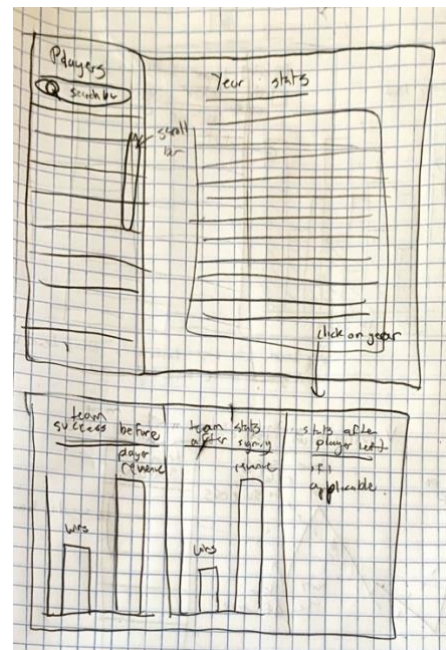 Players
search bar
Year stats
scroll
bar
click on year
team
success before
player
revenue
wins
team stats
after signing
revenue
wins
stats after
player left
if
applicable